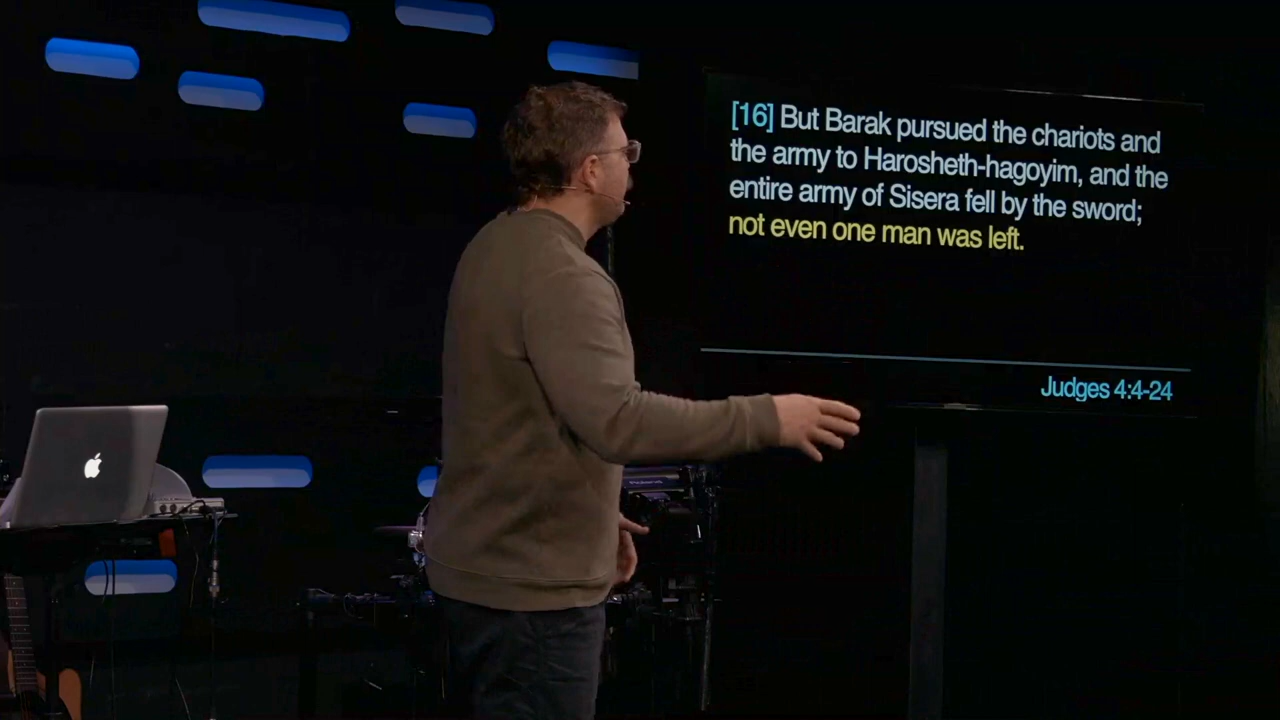 [16] But Barak pursued the chariots and
the army to Harosheth-hagoyim, and the
entire army of Sisera fell by the sword;
not even one man was left.
Judges 4:4-24